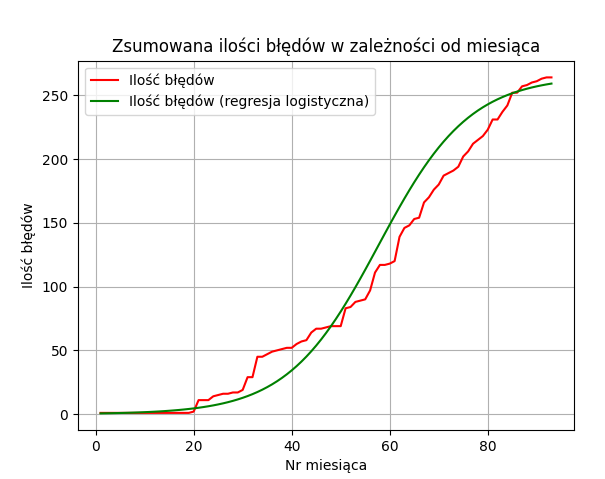 Zsumowana ilości błędów w zależności od miesiąca
Ilość błędów
Ilość błędów (regresja logistyczna)
Ilość błędów
250
200
150
100
50
0
0 20 40 60 80
Nr miesiąca